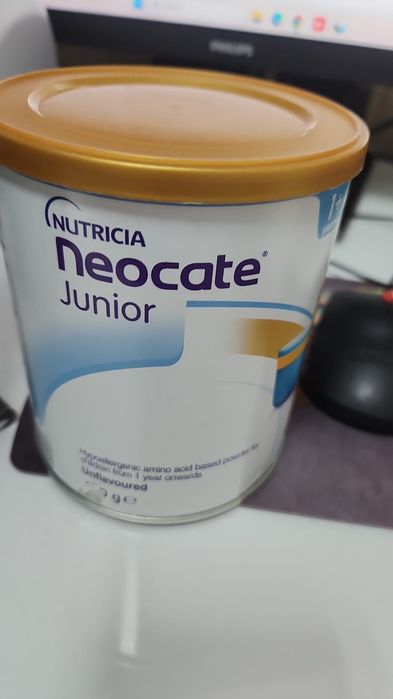 PHILIPS
NUTRICIA
neocate®
Junior
Hypoallergenic amino acid based powder for
children from 1 year onwards
Unflavoured
g e